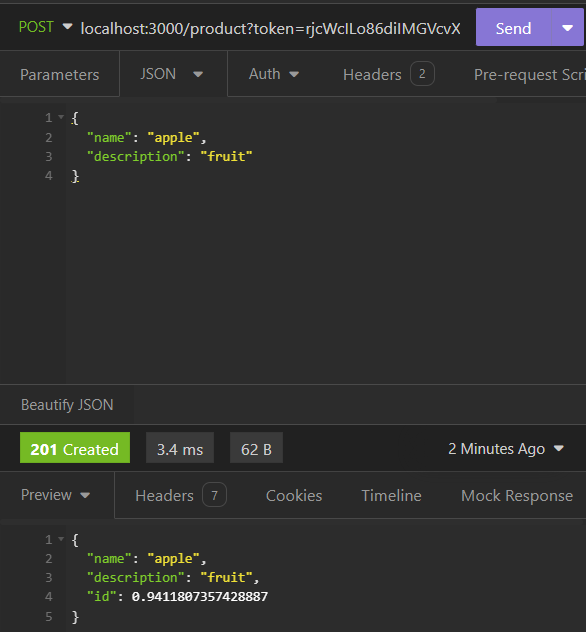 POST localhost:3000/product?token=rjcWcILo86diIMGVcvX Send
Parameters JSON Auth Headers 2 Pre-request Scri
1 {
2 "name": "apple",
3 "description": "fruit"
4 }
Beautify JSON
201 Created 3.4 ms 62 B 2 Minutes Ago
Preview Headers 7 Cookies Timeline Mock Response
1 {
2 "name": "apple",
3 "description": "fruit",
4 "id": 0.9411807357428887
5 }